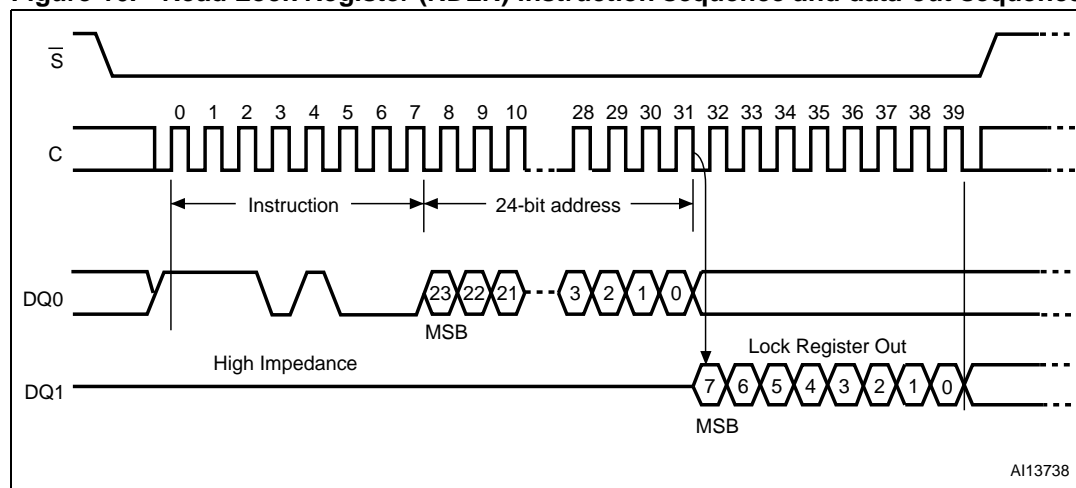 Figure 16. Read Lock Register (RDLR) instruction sequence and data-out sequence
S
0 1 2 3 4 5 6 7 8 9 10 28 29 30 31 32 33 34 35 36 37 38 39
C
Instruction 24-bit address
DQ0 23 22 21 3 2 1 0
MSB
High Impedance Lock Register Out
DQ1 7 6 5 4 3 2 1 0
MSB
AI13738